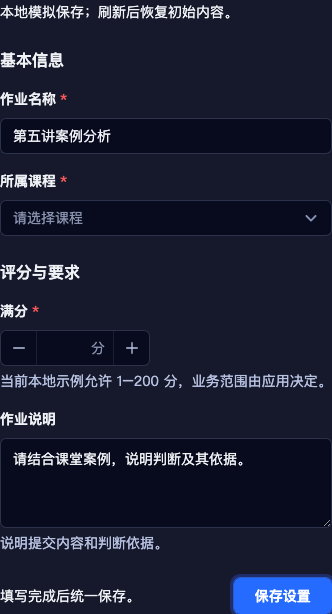 本地模拟保存；刷新后恢复初始内容。
基本信息
作业名称 *
第五讲案例分析
所属课程 *
请选择课程
评分与要求
满分 *
− 分 +
当前本地示例允许 1—200 分，业务范围由应用决定。
作业说明
请结合课堂案例，说明判断及其依据。
说明提交内容和判断依据。
填写完成后统一保存。 保存设置